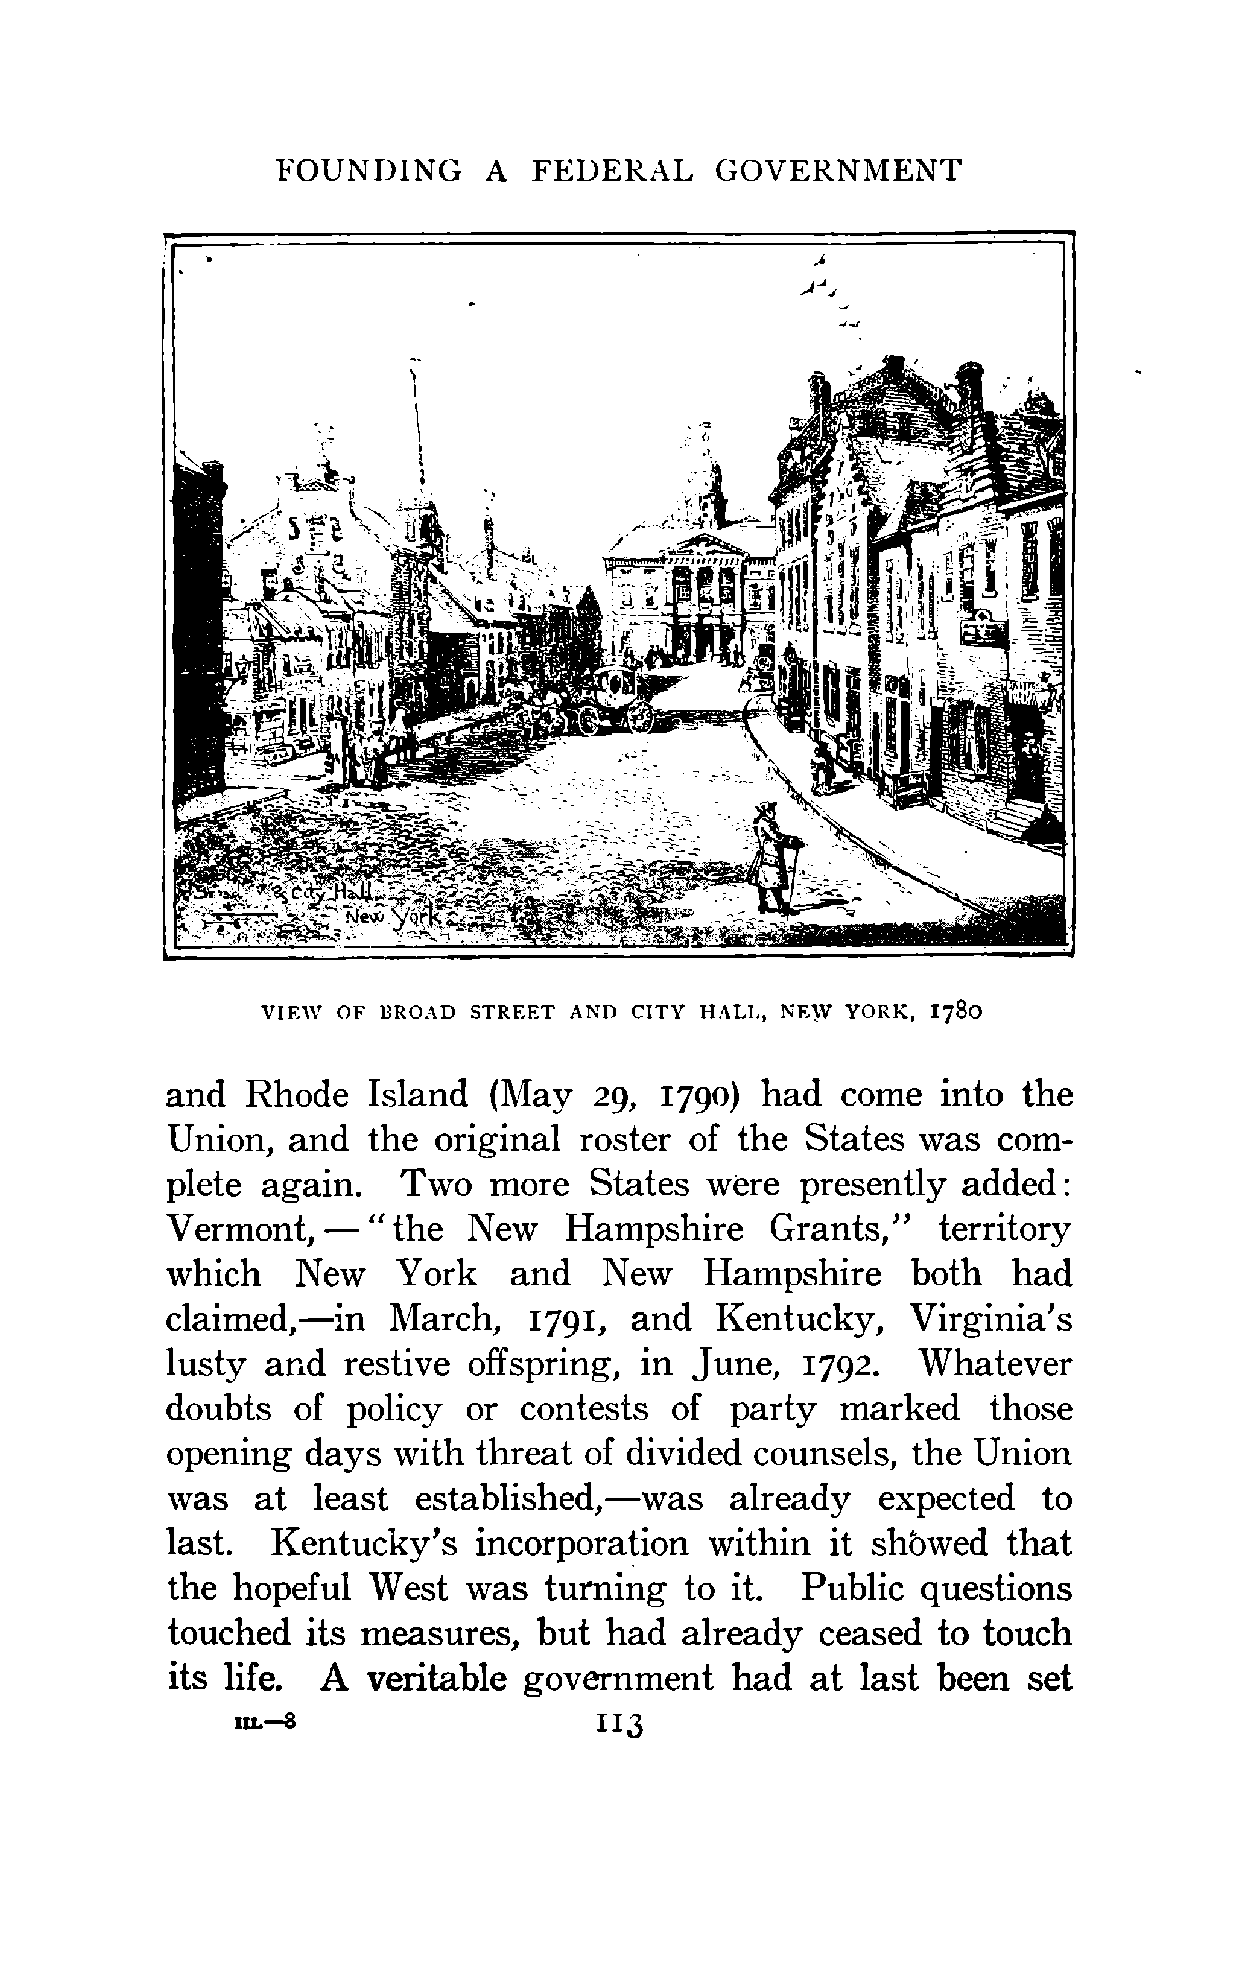 FOUNDING A FEDERAL GOVERNMENT
& City Hall
New York
VIEW OF BROAD STREET AND CITY HALL, NEW YORK, 1780
and Rhode Island (May 29, 1790) had come into the
Union, and the original roster of the States was com-
plete again. Two more States were presently added:
Vermont,—"the New Hampshire Grants," territory
which New York and New Hampshire both had
claimed,—in March, 1791, and Kentucky, Virginia's
lusty and restive offspring, in June, 1792. Whatever
doubts of policy or contests of party marked those
opening days with threat of divided counsels, the Union
was at least established,—was already expected to
last. Kentucky's incorporation within it showed that
the hopeful West was turning to it. Public questions
touched its measures, but had already ceased to touch
its life. A veritable government had at last been set
III.—8 113